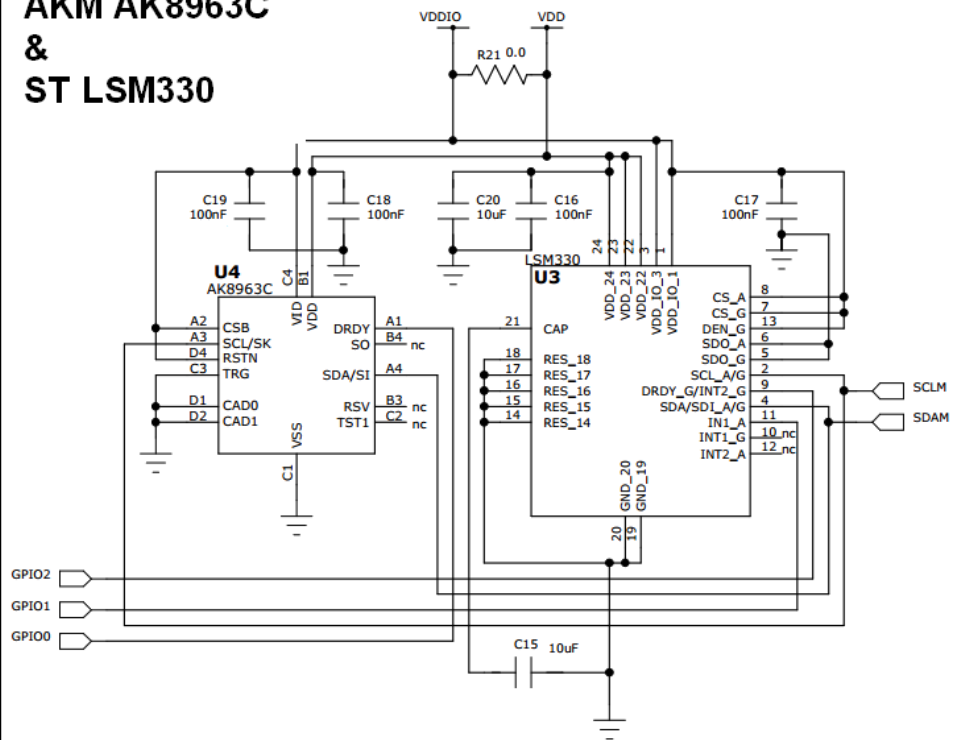 AKM AK8963C
&
ST LSM330
VDDIO
VDD
R21 0.0
C19
100nF
C18
100nF
C20
10uF
C16
100nF
C17
100nF
24
23
22
3
1
LSM330
U3
U4
AK8963C
C4
B1
VID
VDD
VDD_24
VDD_23
VDD_22
VDD_IO_3
VDD_IO_1
A2 CSB
A3 SCL/SK
D4 RSTN
C3 TRG
D1 CAD0
D2 CAD1
DRDY A1
SO B4 nc
SDA/SI A4
RSV B3 nc
TST1 C2 nc
VSS
C1
21 CAP
18 RES_18
17 RES_17
16 RES_16
15 RES_15
14 RES_14
CS_A 8
CS_G 7
DEN_G 13
SDO_A 6
SDO_G 5
SCL_A/G 2
DRDY_G/INT2_G 9
SDA/SDI_A/G 4
IN1_A 11
INT1_G 10 nc
INT2_A 12 nc
GND_20
GND_19
20
19
SCLM
SDAM
GPIO2
GPIO1
GPIO0
C15 10uF